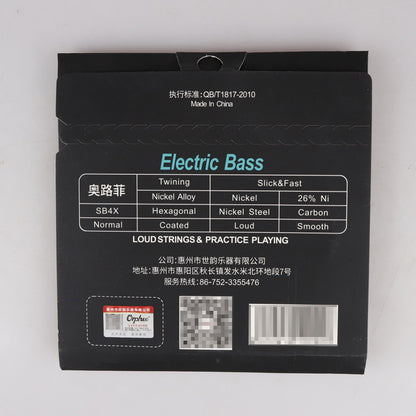 执行标准:QB/T1817-2010
Made In China
Electric Bass
奥路菲 Twining Slick&Fast
Nickel Alloy Nickel 26% Ni
SB4X Hexagonal Nickel Steel Carbon
Normal Coated Loud Smooth
LOUD STRINGS & PRACTICE PLAYING
公司:惠州市世韵乐器有限公司
地址:惠州市惠阳区秋长镇发水米北环地段7号
服务热线:86-752-3355476
Orphee